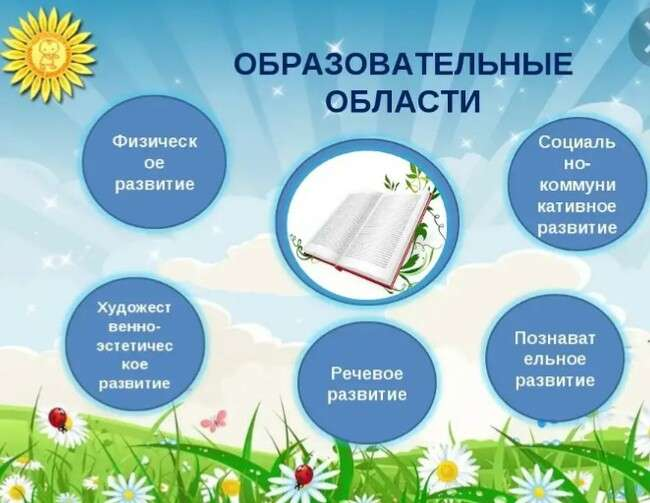 ОБРАЗОВАТЕЛЬНЫЕ
ОБЛАСТИ
Физическ
ое
развитие
Социаль
но-
коммуни
кативное
развитие
Художест
венно-
эстетичес
кое
развитие
Речевое
развитие
Познават
ельное
развитие